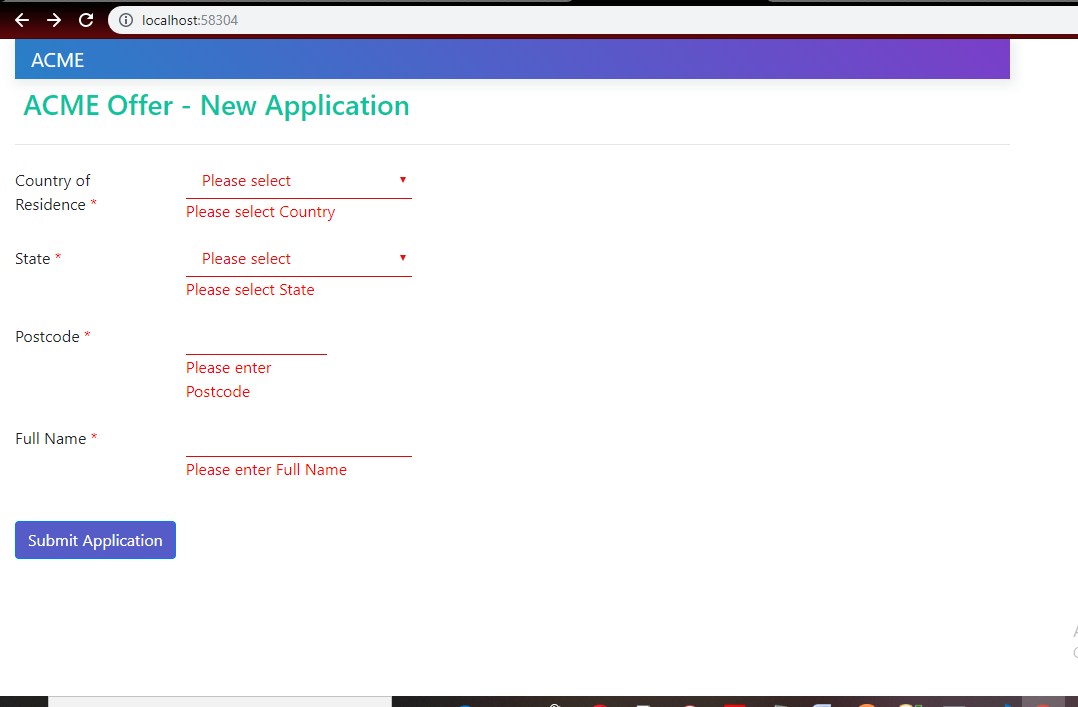 localhost:58304
ACME
ACME Offer - New Application
Country of
Residence *
Please select
Please select Country
State *
Please select
Please select State
Postcode *
Please enter
Postcode
Full Name *
Please enter Full Name
Submit Application